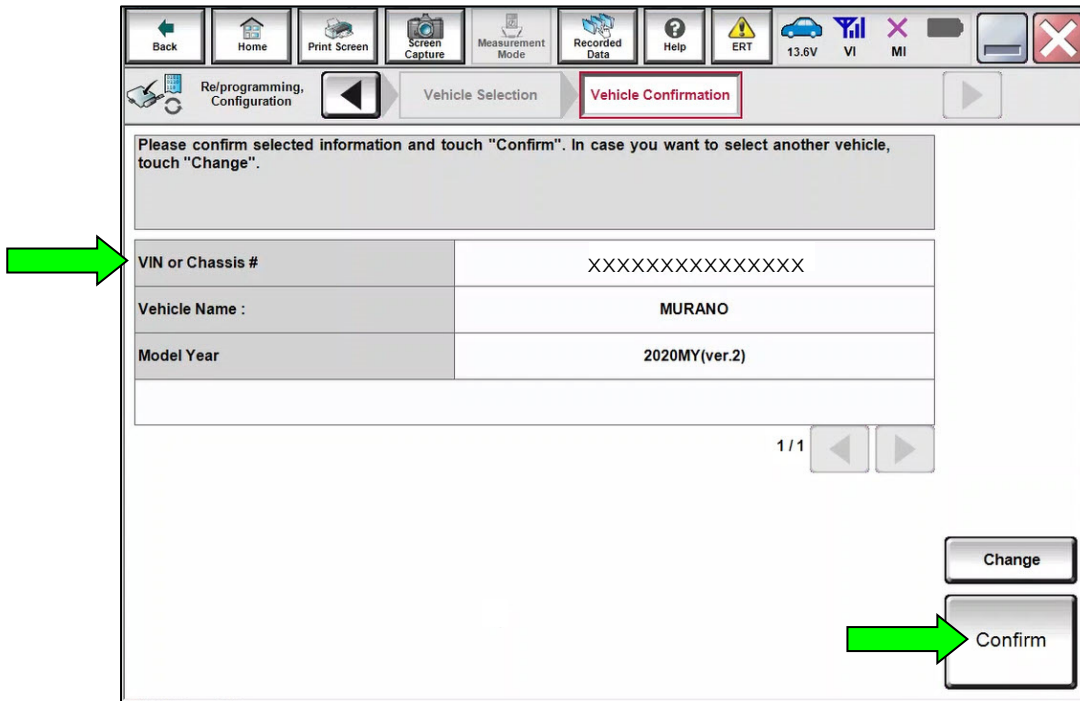 Back
Home
Print Screen
Screen
Capture
Measurement
Mode
Recorded
Data
Help
ERT
13.6V
VI
MI
Re/programming,
Configuration
Vehicle Selection
Vehicle Confirmation
Please confirm selected information and touch "Confirm". In case you want to select another vehicle,
touch "Change".
VIN or Chassis #
XXXXXXXXXXXXXXX
Vehicle Name :
MURANO
Model Year
2020MY(ver.2)
1 / 1
Change
Confirm